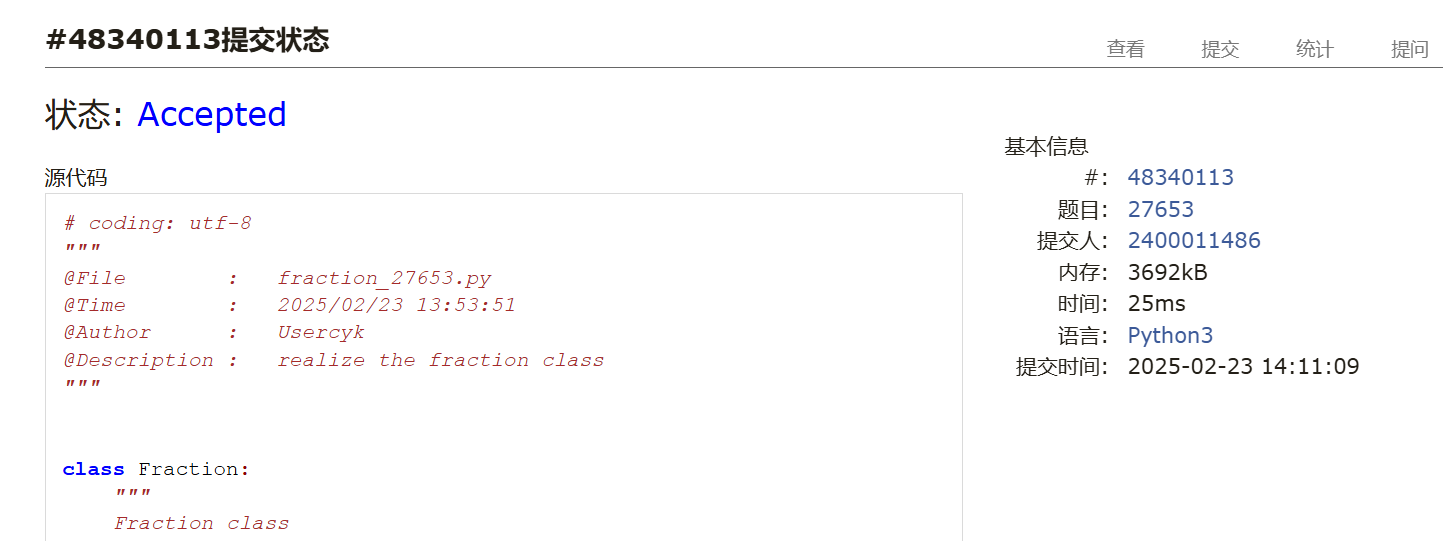 #48340113提交状态
查看 提交 统计 提问
状态: Accepted
源代码
# coding: utf-8
"""
@File        :   fraction_27653.py
@Time        :   2025/02/23 13:53:51
@Author      :   Usercyk
@Description :   realize the fraction class
"""
class Fraction:
    """
    Fraction class
基本信息
#: 48340113
题目: 27653
提交人: 2400011486
内存: 3692kB
时间: 25ms
语言: Python3
提交时间: 2025-02-23 14:11:09